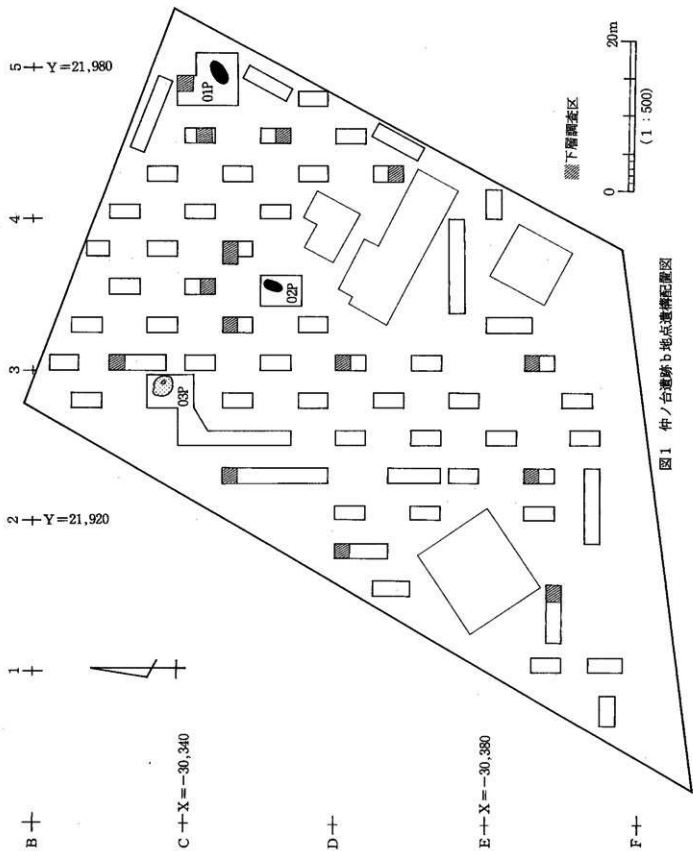 B
C X=-30,340
D
E X=-30,380
F
1
2 Y=21,920
3
4
5 Y=21,980
01P
02P
03P
下層調査区
0 20m
(1:500)
図1 仲ノ台遺跡b地点遺構配置図